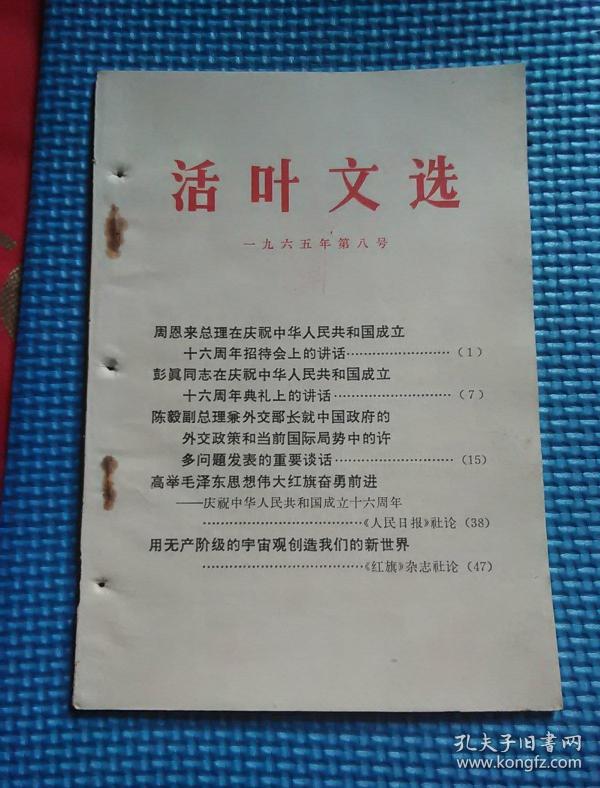 活叶文选
一九六五年第八号
周恩来总理在庆祝中华人民共和国成立
十六周年招待会上的讲话………………………(1)
彭眞同志在庆祝中华人民共和国成立
十六周年典礼上的讲话…………………………(7)
陈毅副总理兼外交部长就中国政府的
外交政策和当前国际局势中的许
多问题发表的重要谈话…………………………(15)
高举毛泽东思想伟大红旗奋勇前进
——庆祝中华人民共和国成立十六周年
………………………………《人民日报》社论(38)
用无产阶级的宇宙观创造我们的新世界
………………………………《红旗》杂志社论(47)
孔夫子旧书网
kongfz.com